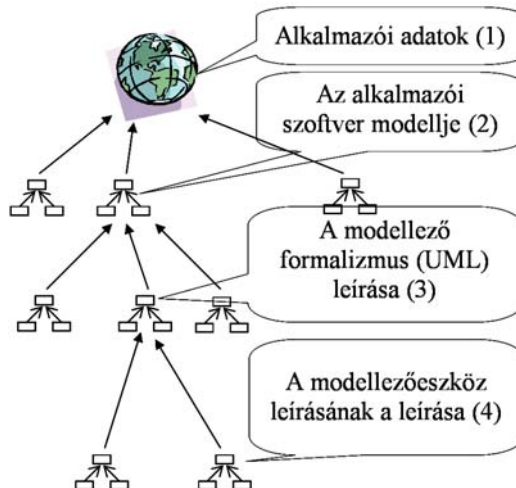 Alkalmazói adatok (1)
Az alkalmazói
szoftver modellje (2)
A modellező
formalizmus (UML)
leírása (3)
A modellezőeszköz
leírásának a leírása (4)